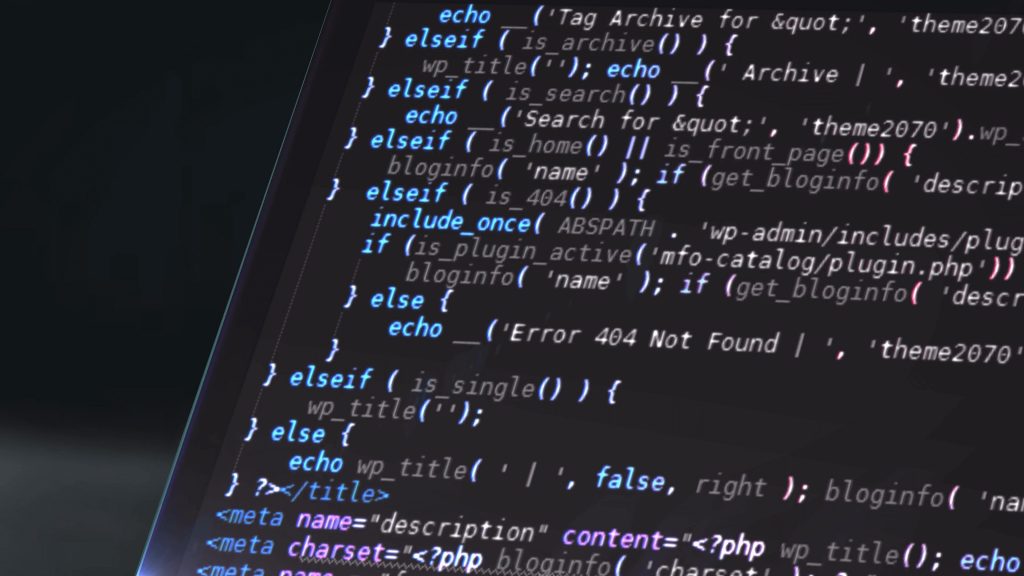 echo __('Tag Archive for &quot;', 'theme2070
} elseif ( is_archive() ) {
wp_title(''); echo __(' Archive | ', 'theme2
} elseif ( is_search() ) {
echo __('Search for &quot;', 'theme2070').wp_
} elseif ( is_home() || is_front_page()) {
bloginfo( 'name' ); if (get_bloginfo( 'descrip
} elseif ( is_404() ) {
include_once( ABSPATH . 'wp-admin/includes/plug
if (is_plugin_active('mfo-catalog/plugin.php'))
bloginfo( 'name' ); if (get_bloginfo( 'descr
} else {
echo __('Error 404 Not Found | ', 'theme2070'
}
} elseif ( is_single() ) {
wp_title('');
} else {
echo wp_title( ' | ', false, right ); bloginfo( 'nam
} ?></title>
<meta name="description" content="<?php wp_title(); echo
<meta charset="<?php bloginfo( 'charset' ); ?>
<meta name=